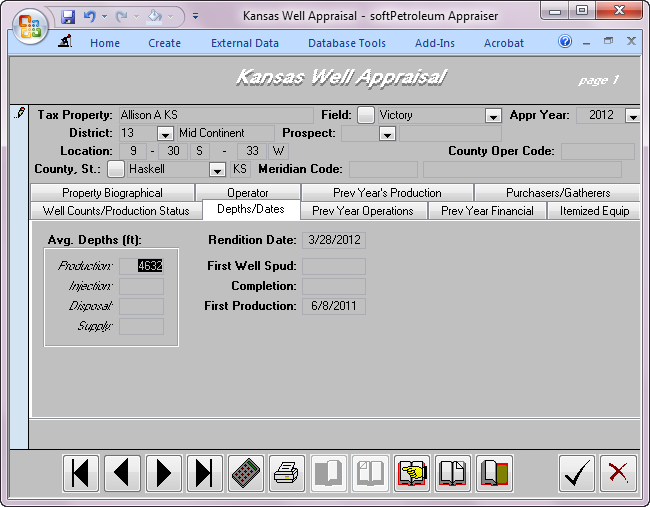 Kansas Well Appraisal - softPetroleum Appraiser
Home Create External Data Database Tools Add-Ins Acrobat
Kansas Well Appraisal page 1
Tax Property: Allison A KS Field: Victory Appr Year: 2012
District: 13 Mid Continent Prospect:
Location: 9 - 30 S - 33 W County Oper Code:
County, St.: Haskell KS Meridian Code:
Property Biographical Operator Prev Year's Production Purchasers/Gatherers
Well Counts/Production Status Depths/Dates Prev Year Operations Prev Year Financial Itemized Equip
Avg. Depths (ft): Rendition Date: 3/28/2012
Production: 4632 First Well Spud:
Injection: Completion:
Disposal: First Production: 6/8/2011
Supply: